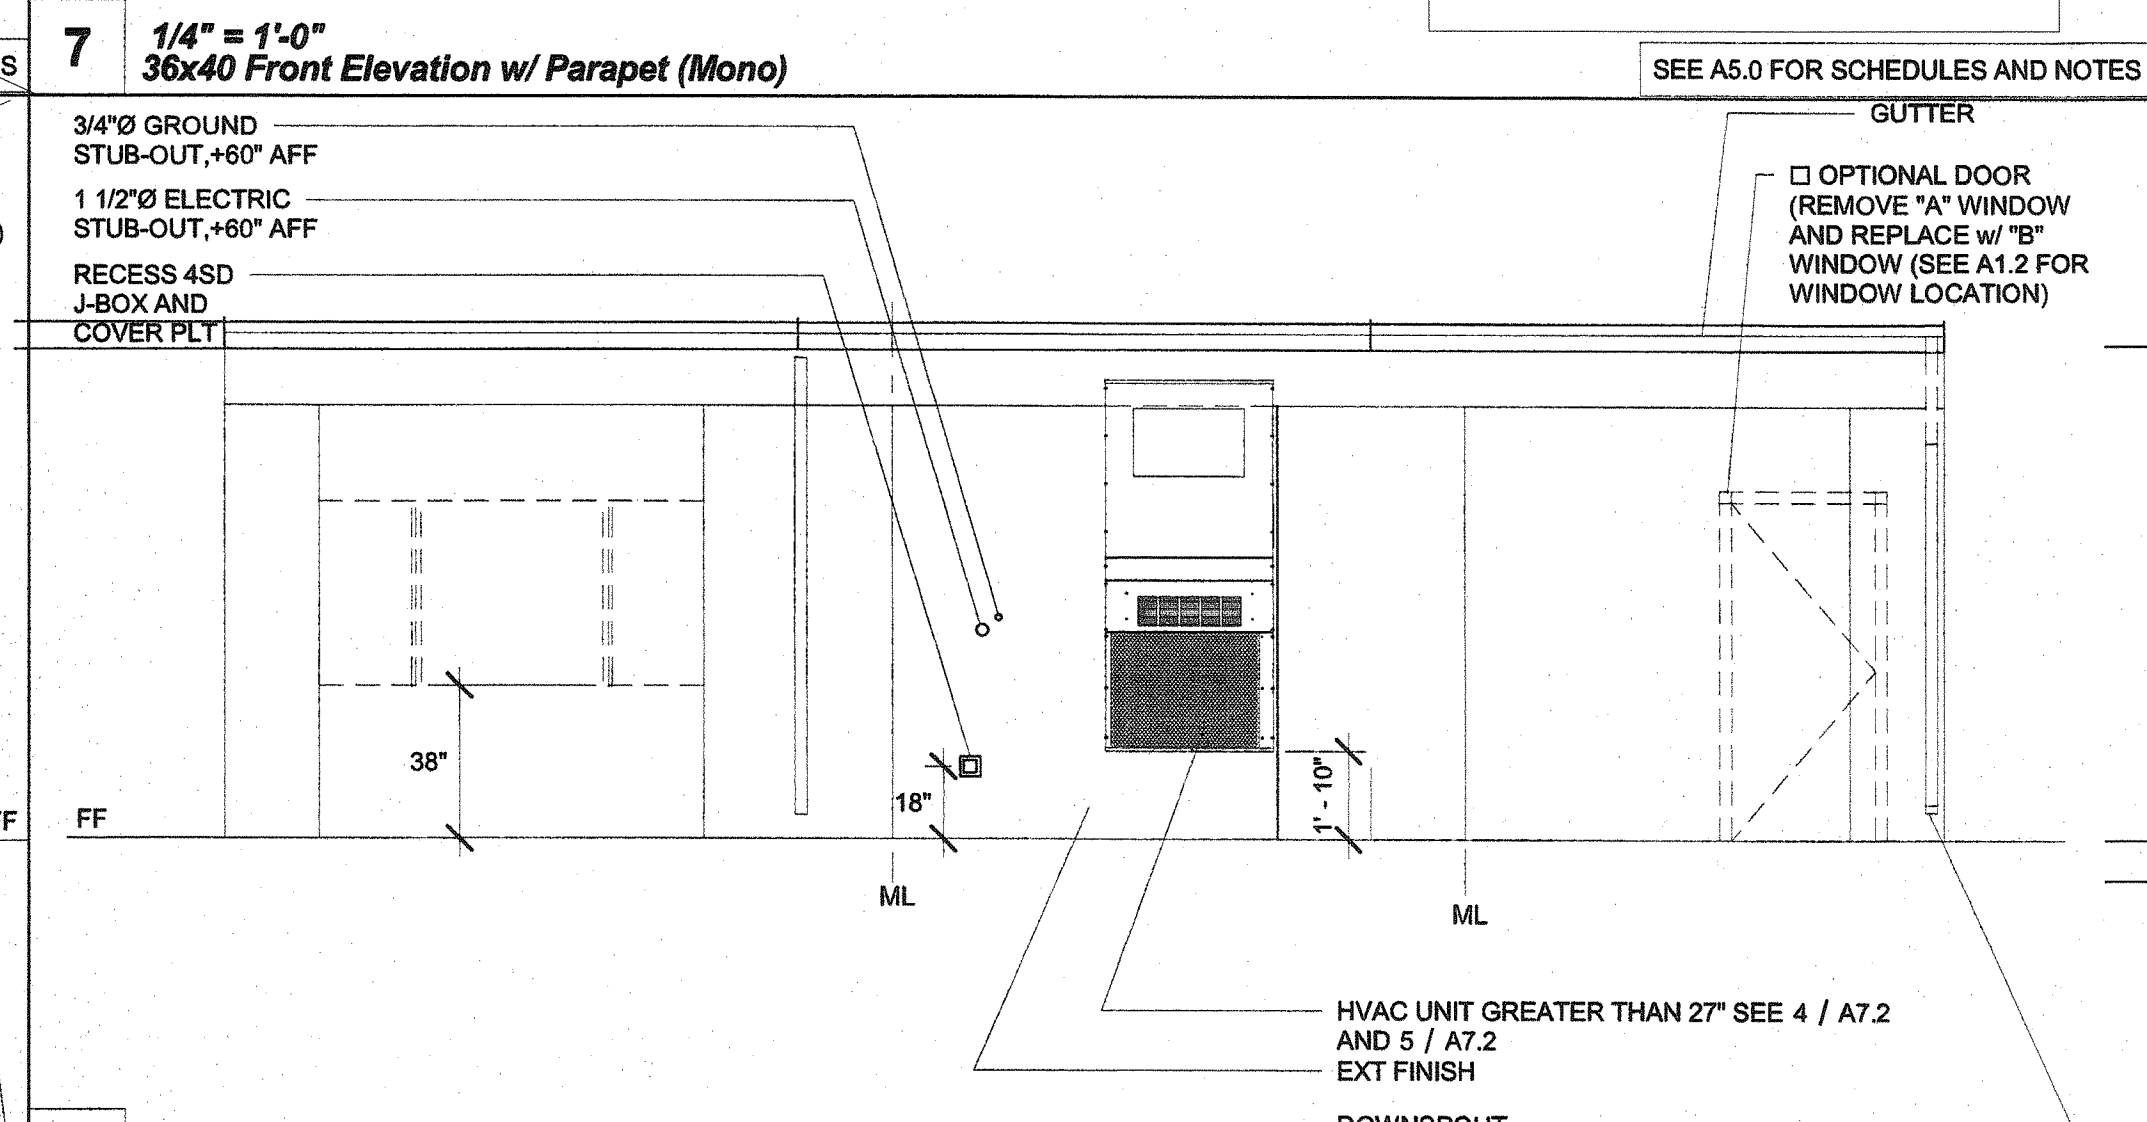 S
7
1/4" = 1'-0"
36x40 Front Elevation w/ Parapet (Mono)
SEE A5.0 FOR SCHEDULES AND NOTES
3/4"Ø GROUND
STUB-OUT,+60" AFF
1 1/2"Ø ELECTRIC
STUB-OUT,+60" AFF
RECESS 4SD
J-BOX AND
COVER PLT
GUTTER
OPTIONAL DOOR
(REMOVE "A" WINDOW
AND REPLACE w/ "B"
WINDOW (SEE A1.2 FOR
WINDOW LOCATION)
38"
18"
1' - 10"
FF
ML
ML
HVAC UNIT GREATER THAN 27" SEE 4 / A7.2
AND 5 / A7.2
EXT FINISH
DOWNSPOUT